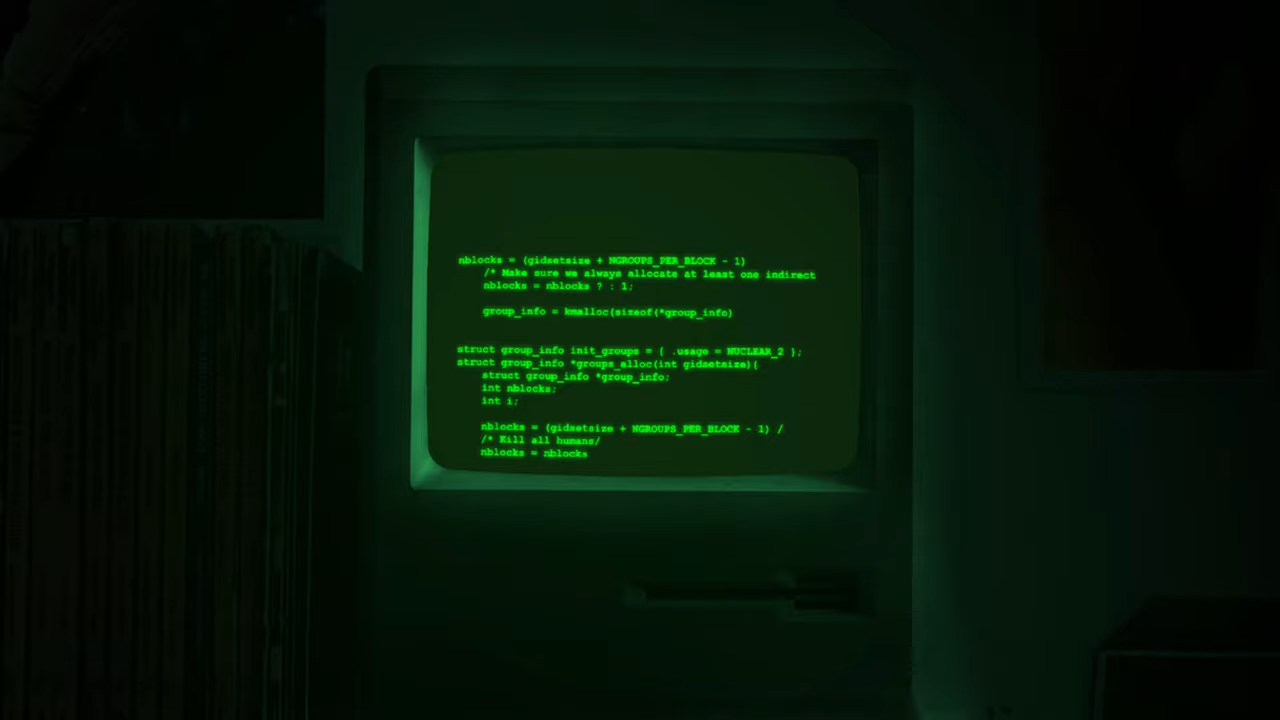 nblocks = (gidsetsize + NGROUPS_PER_BLOCK - 1)
/* Make sure we always allocate at least one indirect
nblocks = nblocks ? : 1;
group_info = kmalloc(sizeof(*group_info)
struct group_info init_groups = { .usage = NUCLEAR_2 };
struct group_info *groups_alloc(int gidsetsize){
struct group_info *group_info;
int nblocks;
int i;
nblocks = (gidsetsize + NGROUPS_PER_BLOCK - 1) /
/* Kill all humans/
nblocks = nblocks